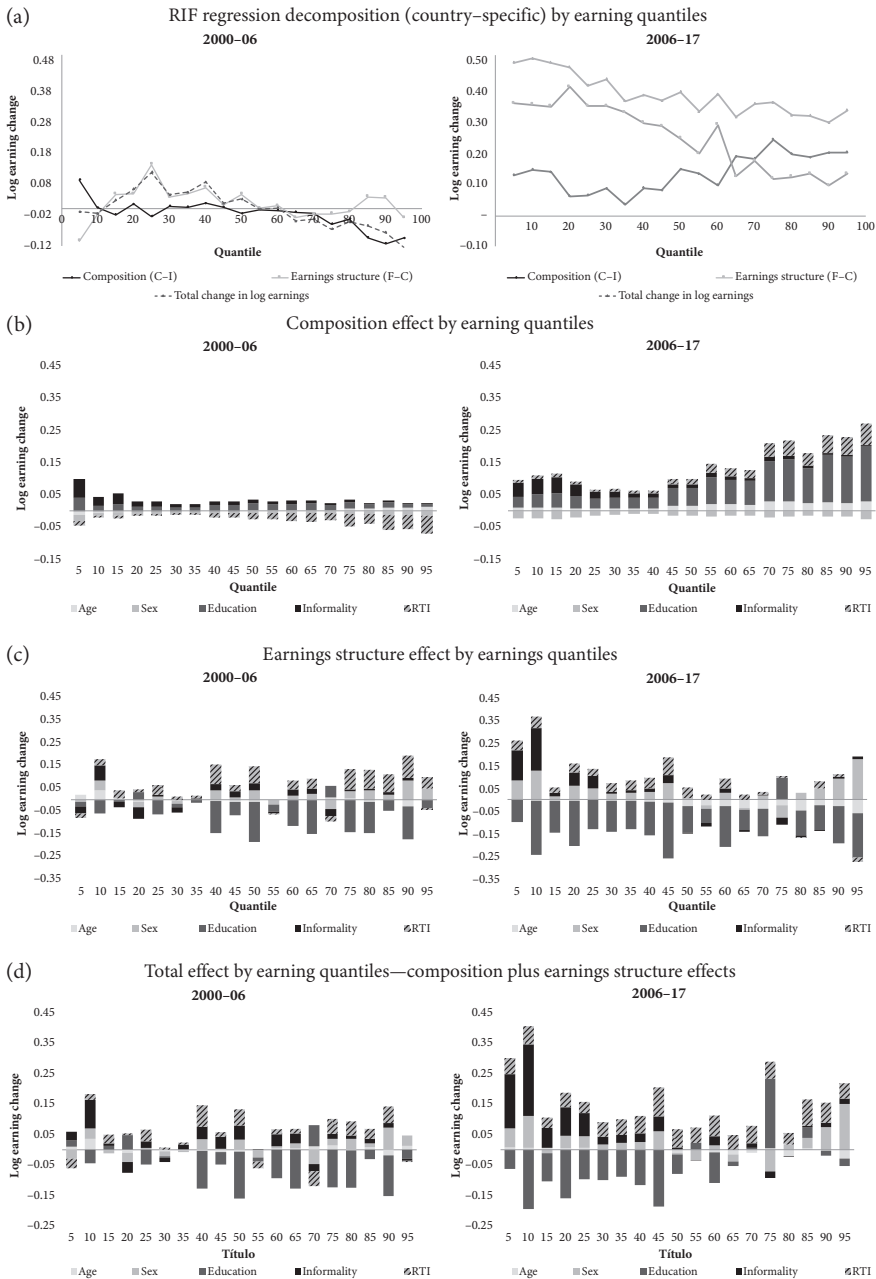 (a) RIF regression decomposition (country–specific) by earning quantiles
2000–06
2006–17
Log earning change
0.48
0.38
0.28
0.18
0.08
–0.02
–0.12
0 10 20 30 40 50 60 70 80 90 100
Quantile
Composition (C–I) Earnings structure (F–C)
Total change in log earnings
Log earning change
0.50
0.40
0.30
0.20
0.10
–
–0.10
0 10 20 30 40 50 60 70 80 90 100
Quantile
Composition (C–I) Earnings structure (F–C)
Total change in log earnings
(b) Composition effect by earning quantiles
2000–06
2006–17
Log earning change
0.45
0.35
0.25
0.15
0.05
–0.05
–0.15
5 10 15 20 25 30 35 40 45 50 55 60 65 70 75 80 85 90 95
Quantile
Age Sex Education Informality RTI
Log earning change
0.45
0.35
0.25
0.15
0.05
–0.05
–0.15
5 10 15 20 25 30 35 40 45 50 55 60 65 70 75 80 85 90 95
Quantile
Age Sex Education Informality RTI
(c) Earnings structure effect by earnings quantiles
2000–06
2006–17
Log earning change
0.45
0.35
0.25
0.15
0.05
–0.05
–0.15
–0.25
–0.35
5 10 15 20 25 30 35 40 45 50 55 60 65 70 75 80 85 90 95
Quantile
Age Sex Education Informality RTI
Log earning change
0.45
0.35
0.25
0.15
0.05
–0.05
–0.15
–0.25
–0.35
5 10 15 20 25 30 35 40 45 50 55 60 65 70 75 80 85 90 95
Quantile
Age Sex Education Informality RTI
(d) Total effect by earning quantiles—composition plus earnings structure effects
2000–06
2006–17
Log earning change
0.45
0.35
0.25
0.15
0.05
–0.05
–0.15
–0.25
5 10 15 20 25 30 35 40 45 50 55 60 65 70 75 80 85 90 95
Título
Age Sex Education Informality RTI
Log earning change
0.45
0.35
0.25
0.15
0.05
–0.05
–0.15
–0.25
5 10 15 20 25 30 35 40 45 50 55 60 65 70 75 80 85 90 95
Título
Age Sex Education Informality RTI